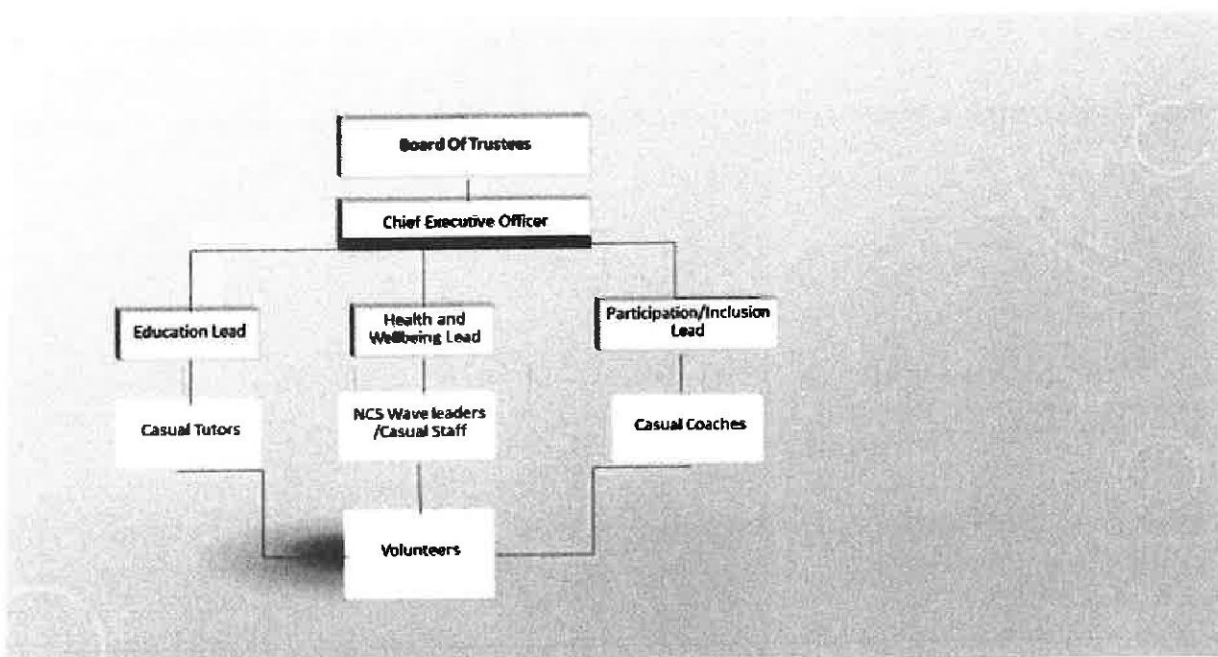 Board Of Trustees
Chief Executive Officer
Education Lead
Health and
Wellbeing Lead
Participation/Inclusion
Lead
Casual Tutors
NCS Wave leaders
/Casual Staff
Casual Coaches
Volunteers